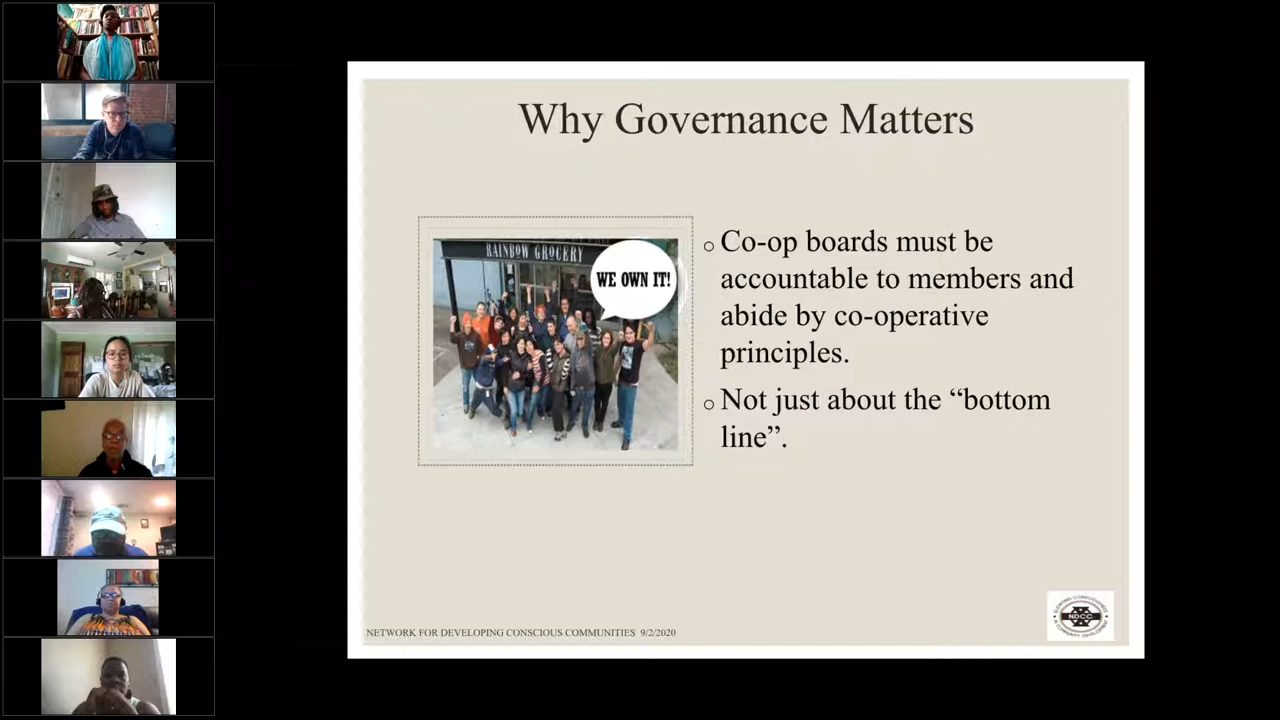 Why Governance Matters
RAINBOW GROCERY
WE OWN IT!
○ Co-op boards must be
accountable to members and
abide by co-operative
principles.
○ Not just about the “bottom
line”.
NETWORK FOR DEVELOPING CONSCIOUS COMMUNITIES 9/2/2020
NDCC